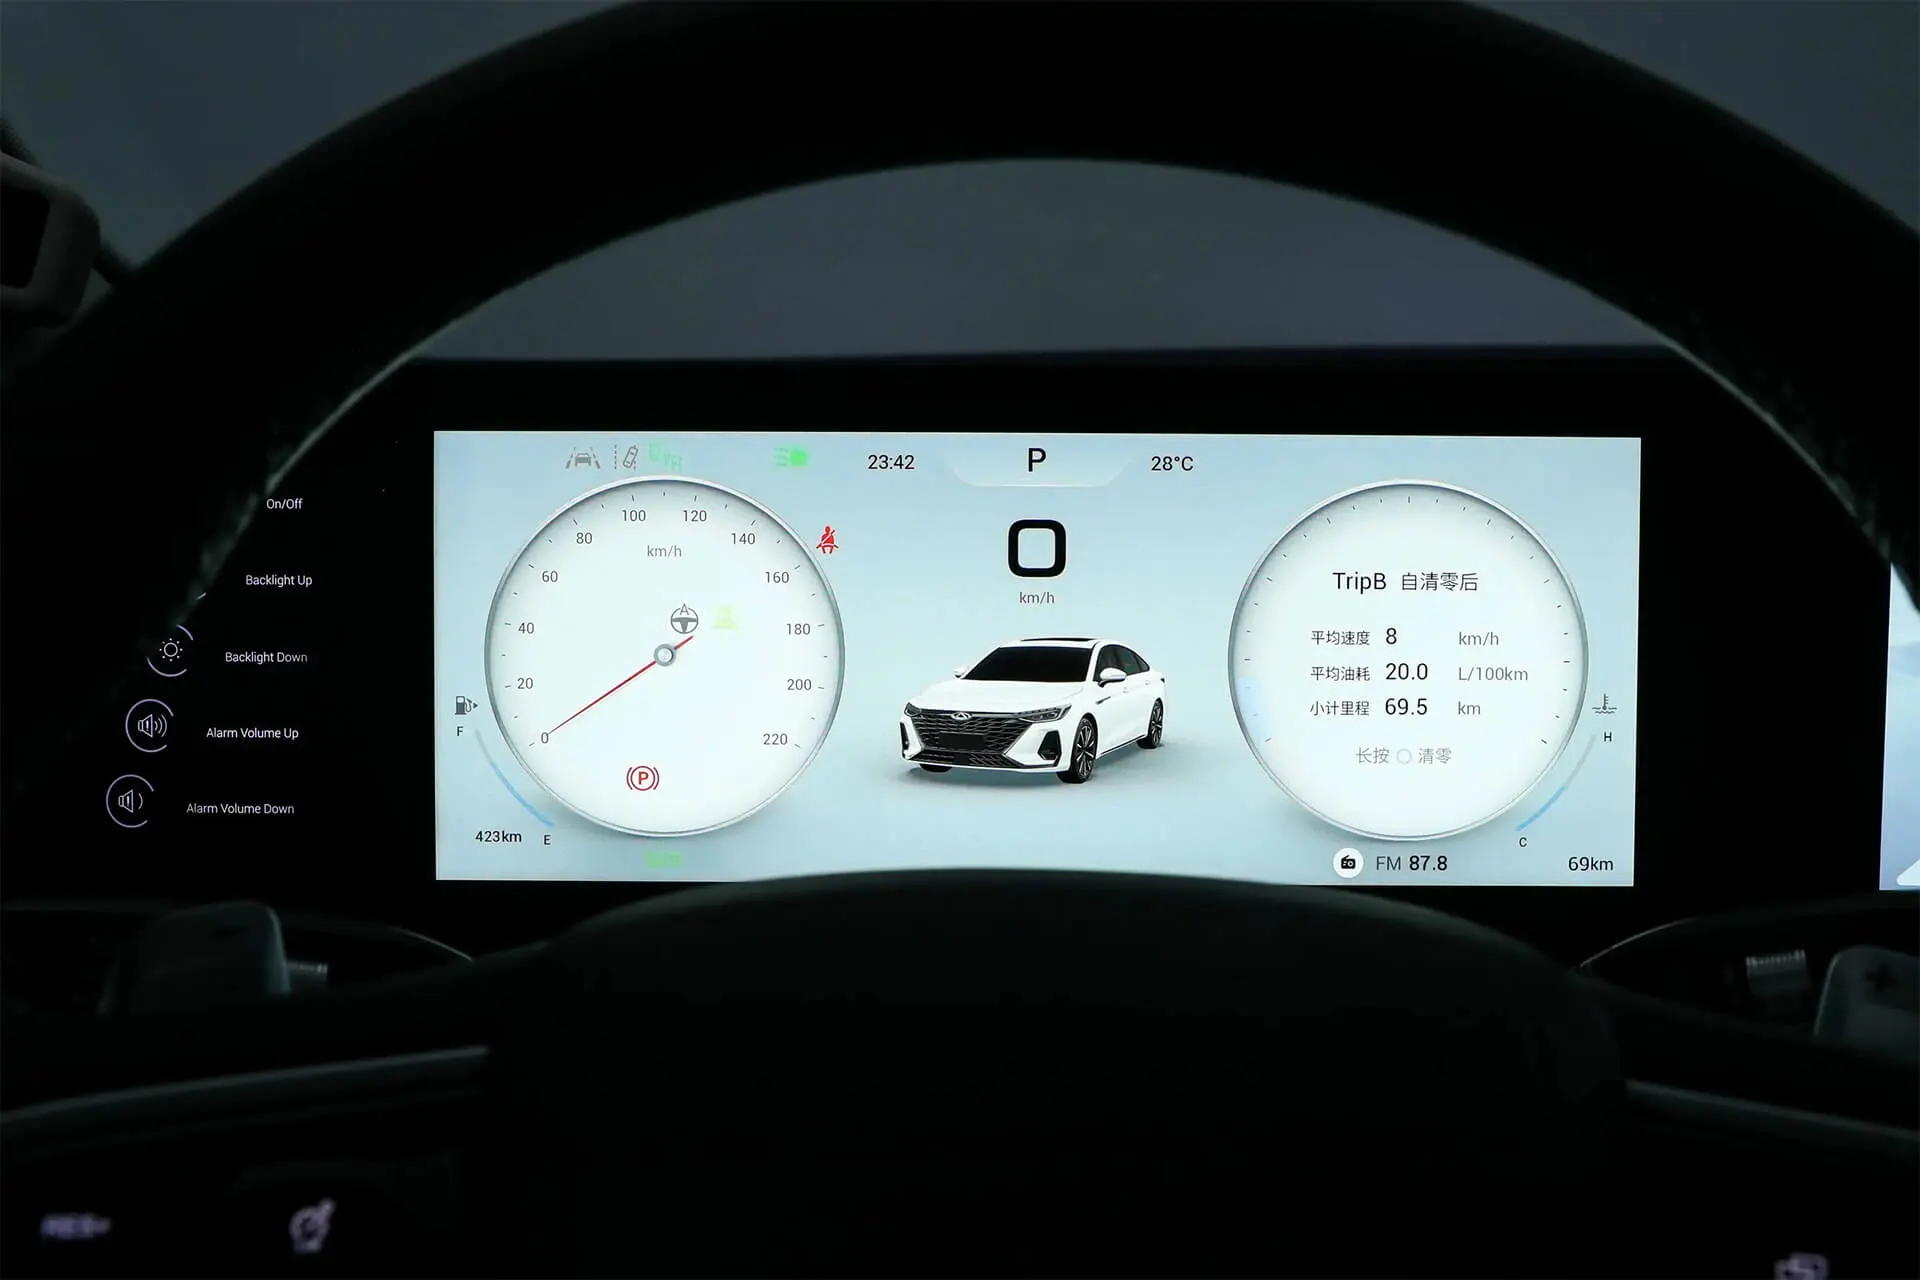 On/Off
Backlight Up
Backlight Down
Alarm Volume Up
Alarm Volume Down
23:42
P
28°C
0
20
40
60
80
100
120
140
160
180
200
220
km/h
A
P
F
E
423km
0
km/h
TripB 自清零后
平均速度 8 km/h
平均油耗 20.0 L/100km
小计里程 69.5 km
长按 清零
H
C
FM 87.8
69km